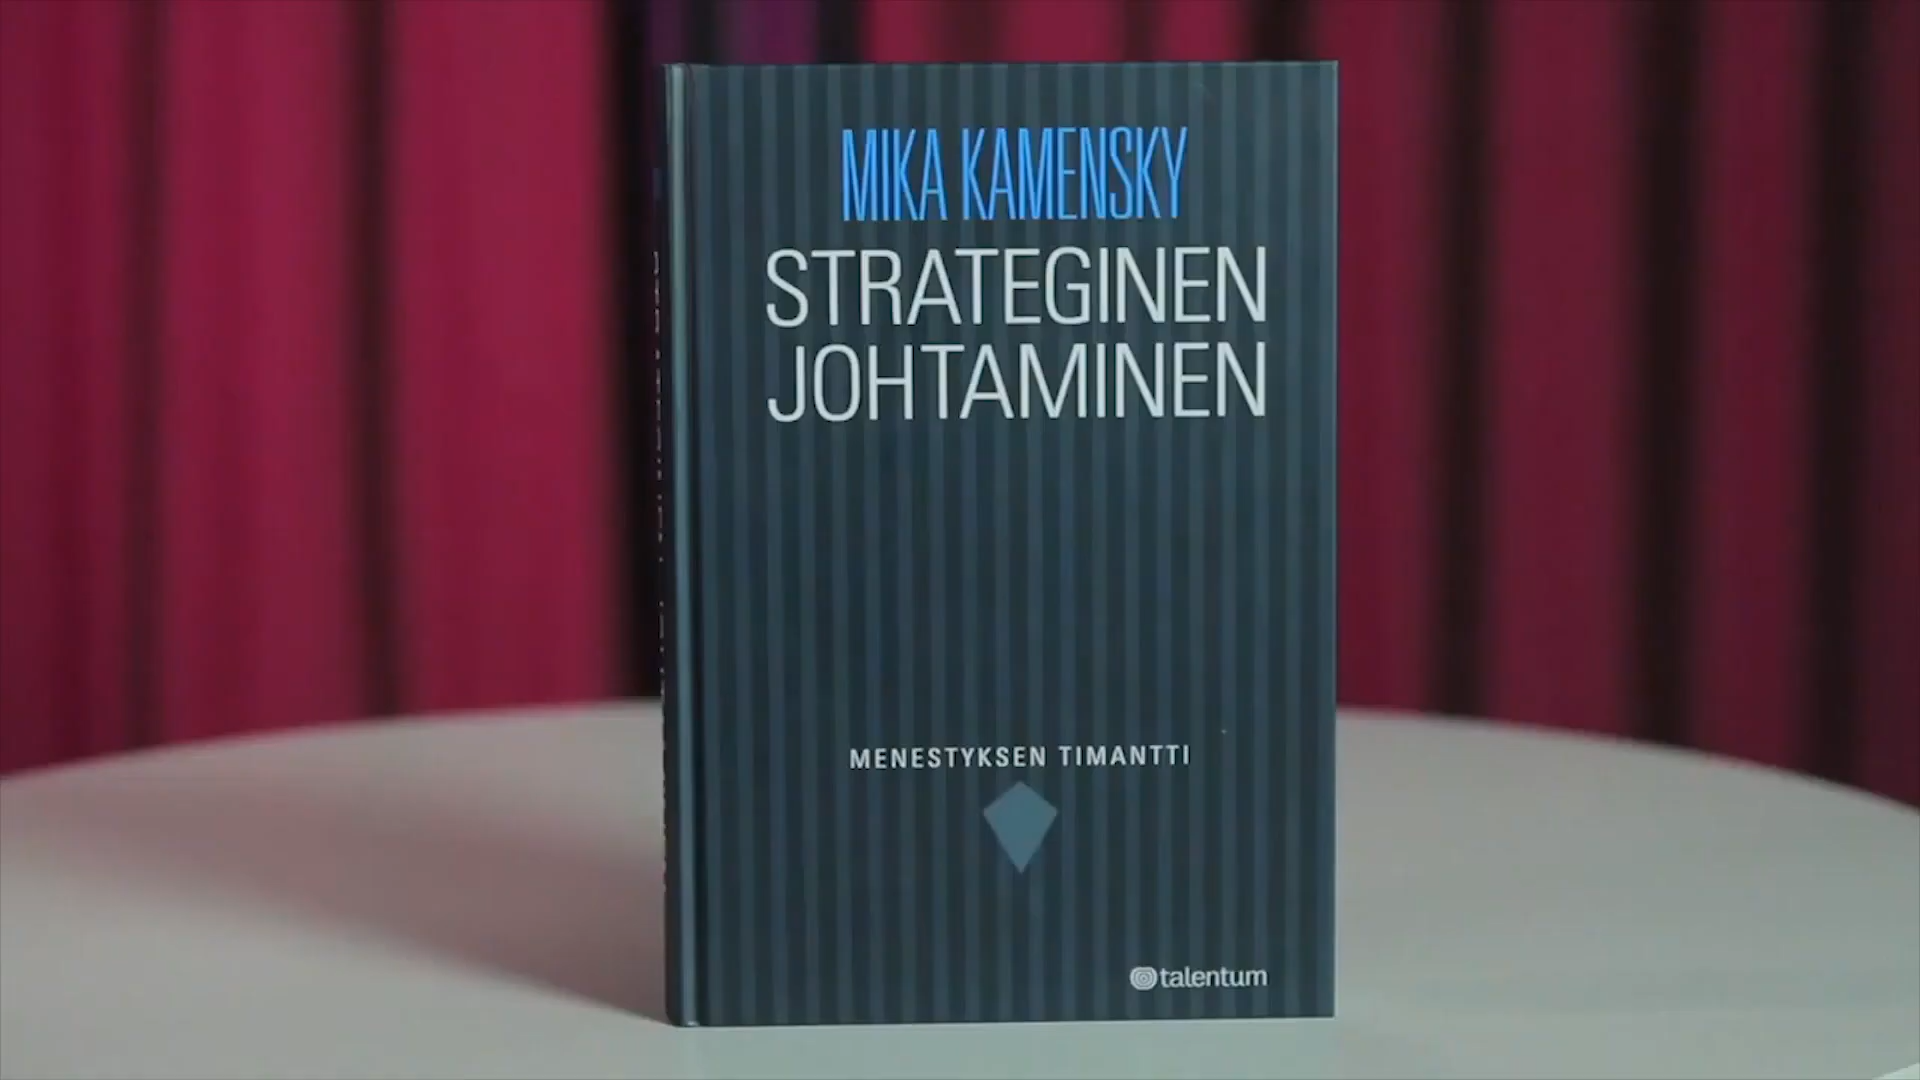 MIKA KAMENSKY
STRATEGINEN
JOHTAMINEN
MENESTYKSEN TIMANTTI
talentum